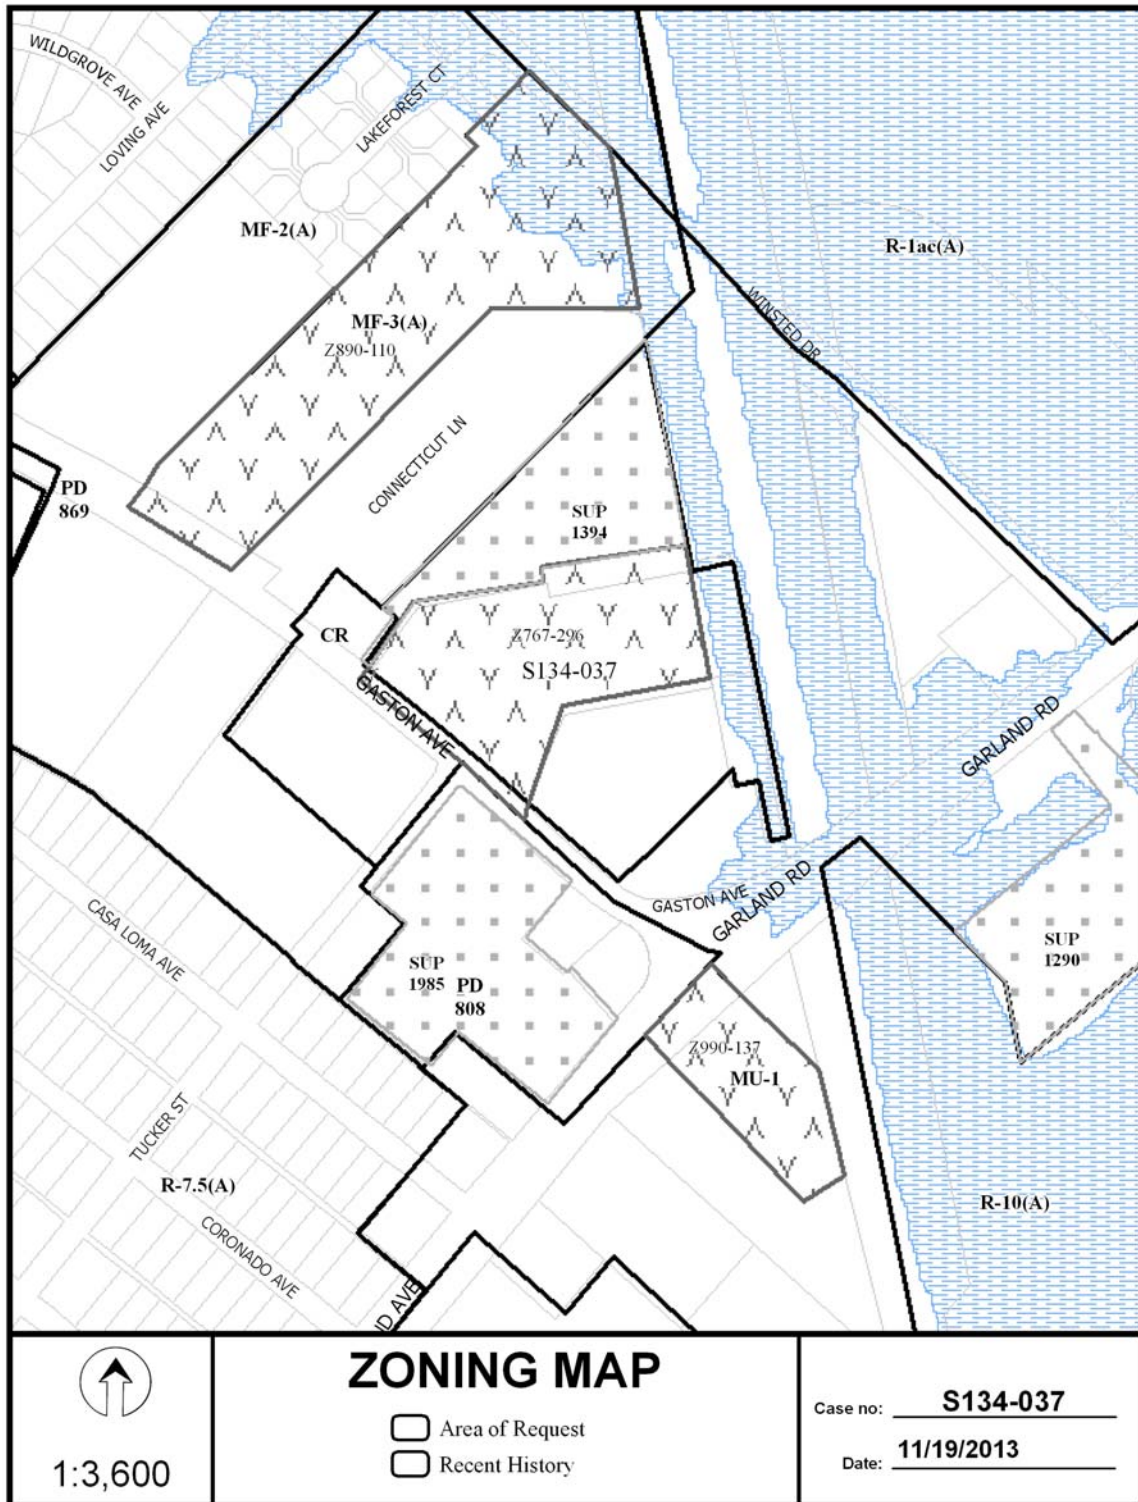 WILDGROVE AVE
LOVING AVE
LAKEFOREST CT
MF-2(A)
R-1ac(A)
WINSTED DR
MF-3(A)
Z890-110
CONNECTICUT LN
PD
869
SUP
1394
CR
Z767-296
S134-037
GASTON AVE
GARLAND RD
GASTON AVE
GARLAND RD
CASA LOMA AVE
SUP
1985
PD
808
SUP
1290
Z990-137
MU-1
TUCKER ST
R-7.5(A)
CORONADO AVE
R-10(A)
ND AVE
ZONING MAP
Area of Request
Recent History
1:3,600
Case no: S134-037
Date: 11/19/2013